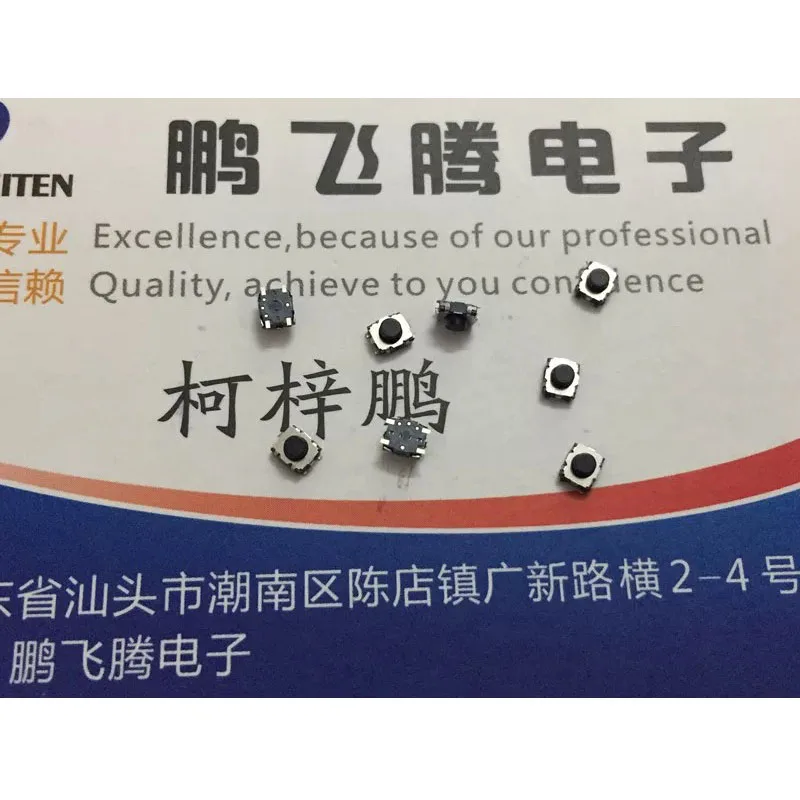 鹏飞腾电子
ITEN
专业 Excellence,because of our professional
信赖 Quality, achieve to you con dence
柯梓鹏
东省汕头市潮南区陈店镇广新路横2-4号
鹏飞腾电子